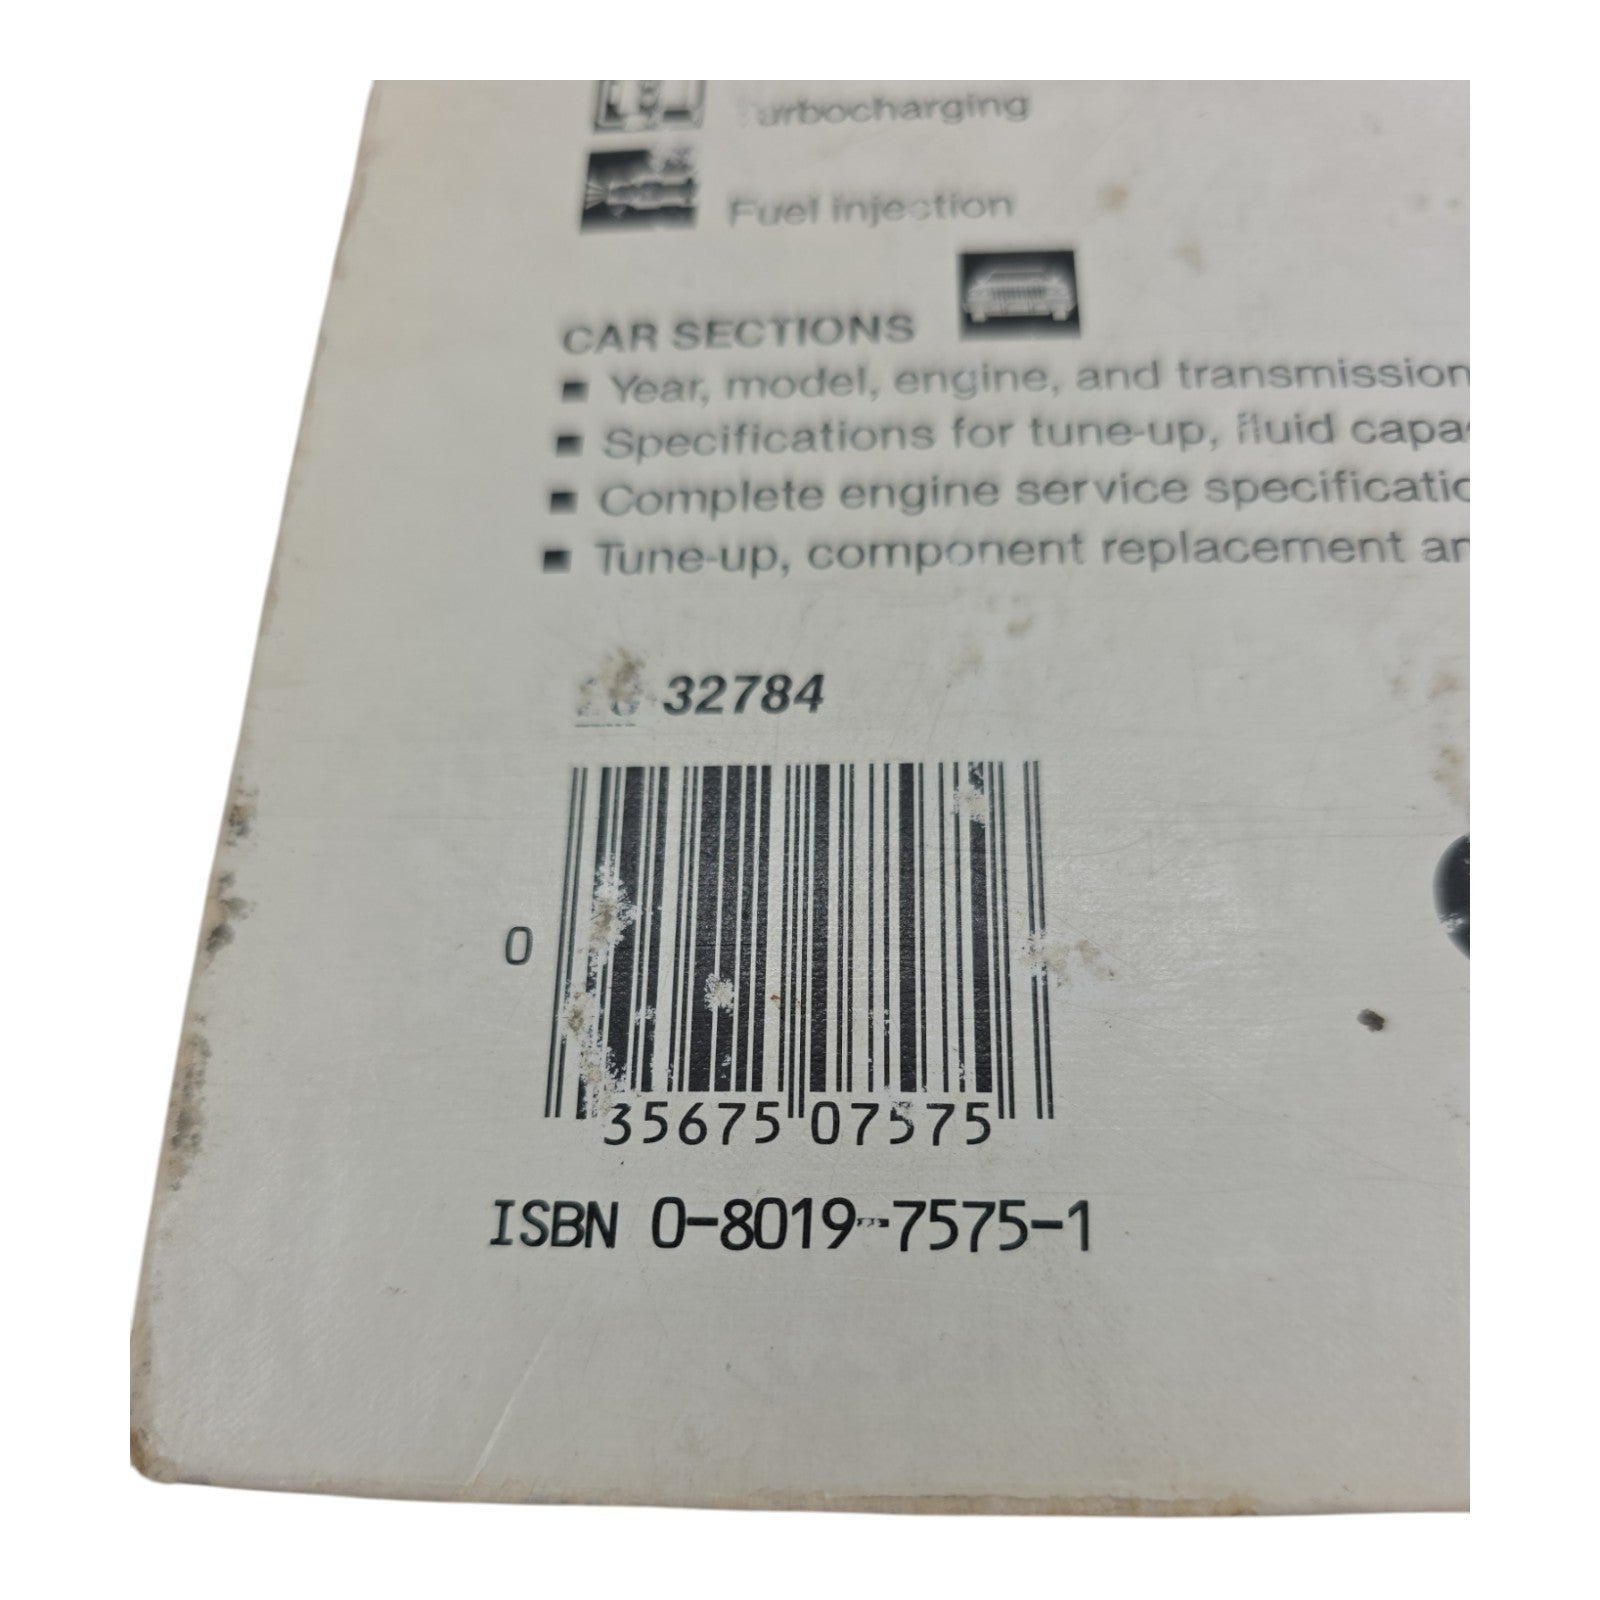 Turbocharging
Fuel injection
CAR SECTIONS
■ Year, model, engine, and transmission
■ Specifications for tune-up, fluid capa
■ Complete engine service specificatio
■ Tune-up, component replacement an
32784
0
35675 07575
ISBN 0-8019-7575-1